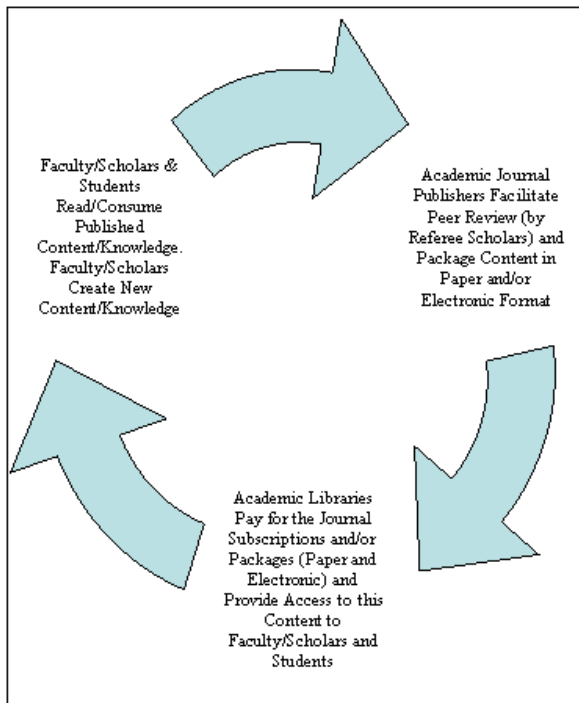 Faculty/Scholars &
Students
Read/Consume
Published
Content/Knowledge.
Faculty/Scholars
Create New
Content/Knowledge
Academic Journal
Publishers Facilitate
Peer Review (by
Referee Scholars) and
Package Content in
Paper and/or
Electronic Format
Academic Libraries
Pay for the Journal
Subscriptions and/or
Packages (Paper and
Electronic) and
Provide Access to this
Content to
Faculty/Scholars and
Students